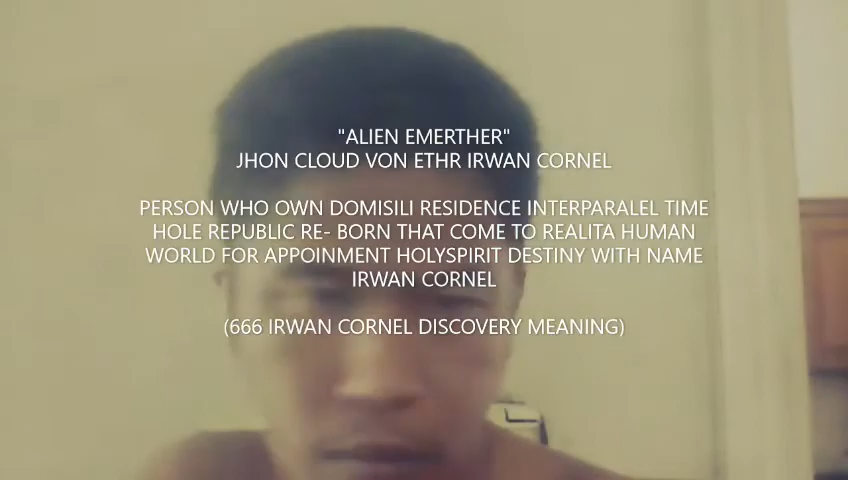 "ALIEN EMERTHER"
JHON CLOUD VON ETHR IRWAN CORNEL
PERSON WHO OWN DOMISILI RESIDENCE INTERPARALEL TIME
HOLE REPUBLIC RE- BORN THAT COME TO REALITA HUMAN
WORLD FOR APPOINMENT HOLYSPIRIT DESTINY WITH NAME
IRWAN CORNEL
(666 IRWAN CORNEL DISCOVERY MEANING)